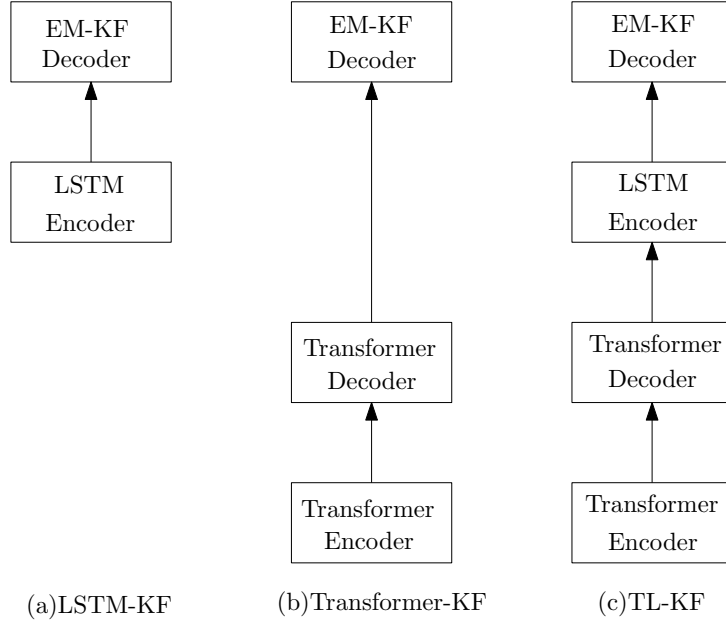 EM-KF
Decoder
LSTM
Encoder
(a)LSTM-KF
EM-KF
Decoder
Transformer
Decoder
Transformer
Encoder
(b)Transformer-KF
EM-KF
Decoder
LSTM
Encoder
Transformer
Decoder
Transformer
Encoder
(c)TL-KF